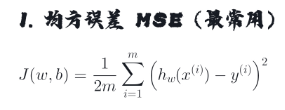 1. 均方误差 MSE（最常用）
J(w, b) = \frac{1}{2m} \sum_{i=1}^{m} \left( h_w(x^{(i)}) - y^{(i)} \right)^2